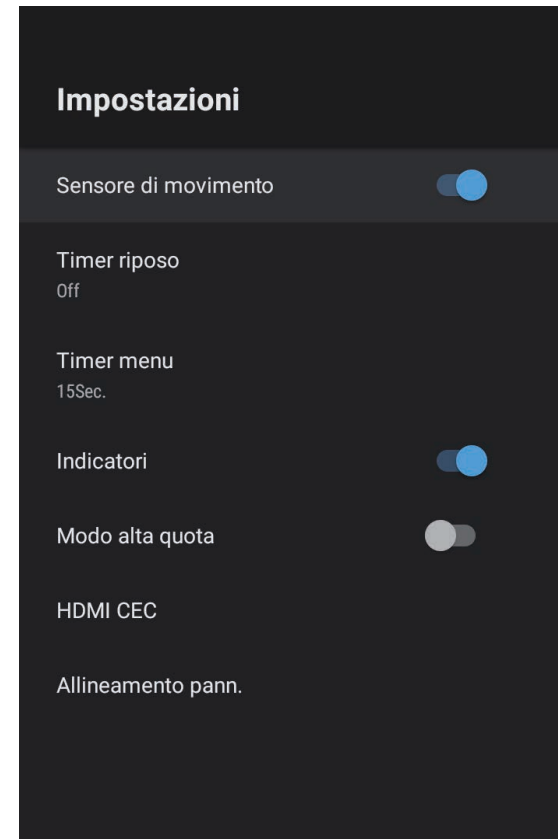 Impostazioni
Sensore di movimento
Timer riposo
Off
Timer menu
15Sec.
Indicatori
Modo alta quota
HDMI CEC
Allineamento pann.